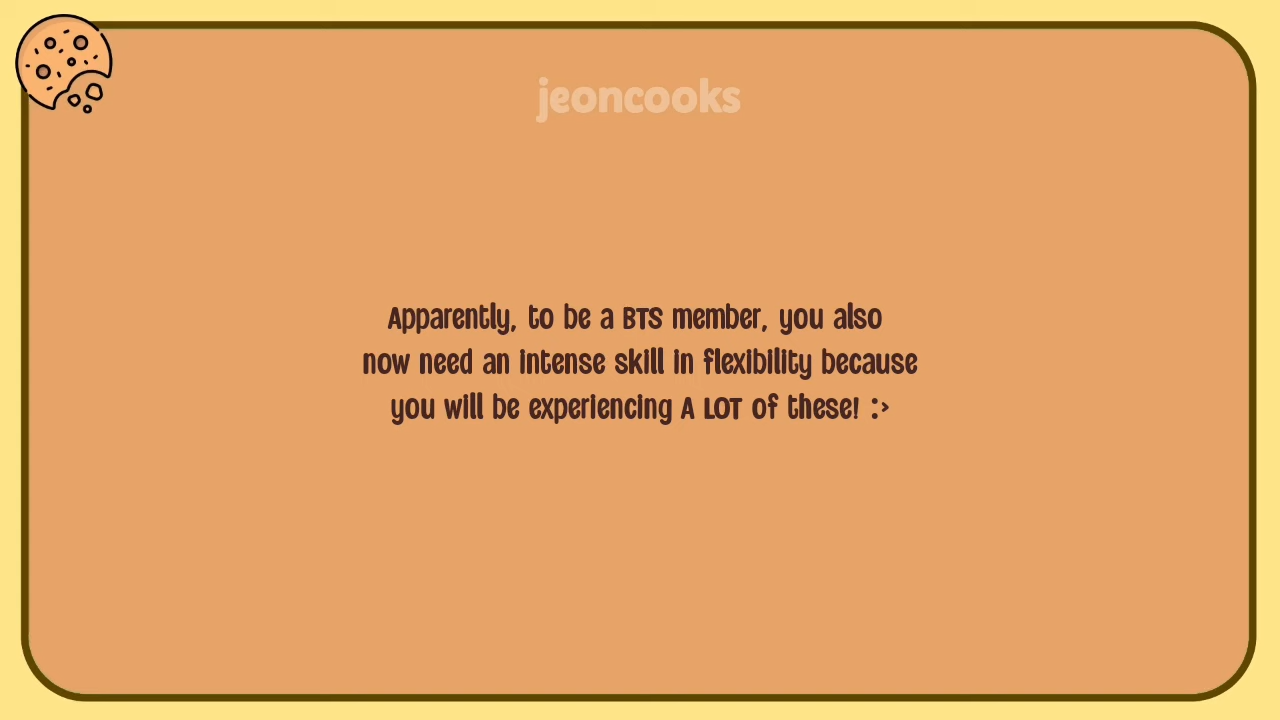 jeoncooks
Apparently, to be a BTS member, you also
now need an intense skill in flexibility because
you will be experiencing A LOT of these! :>